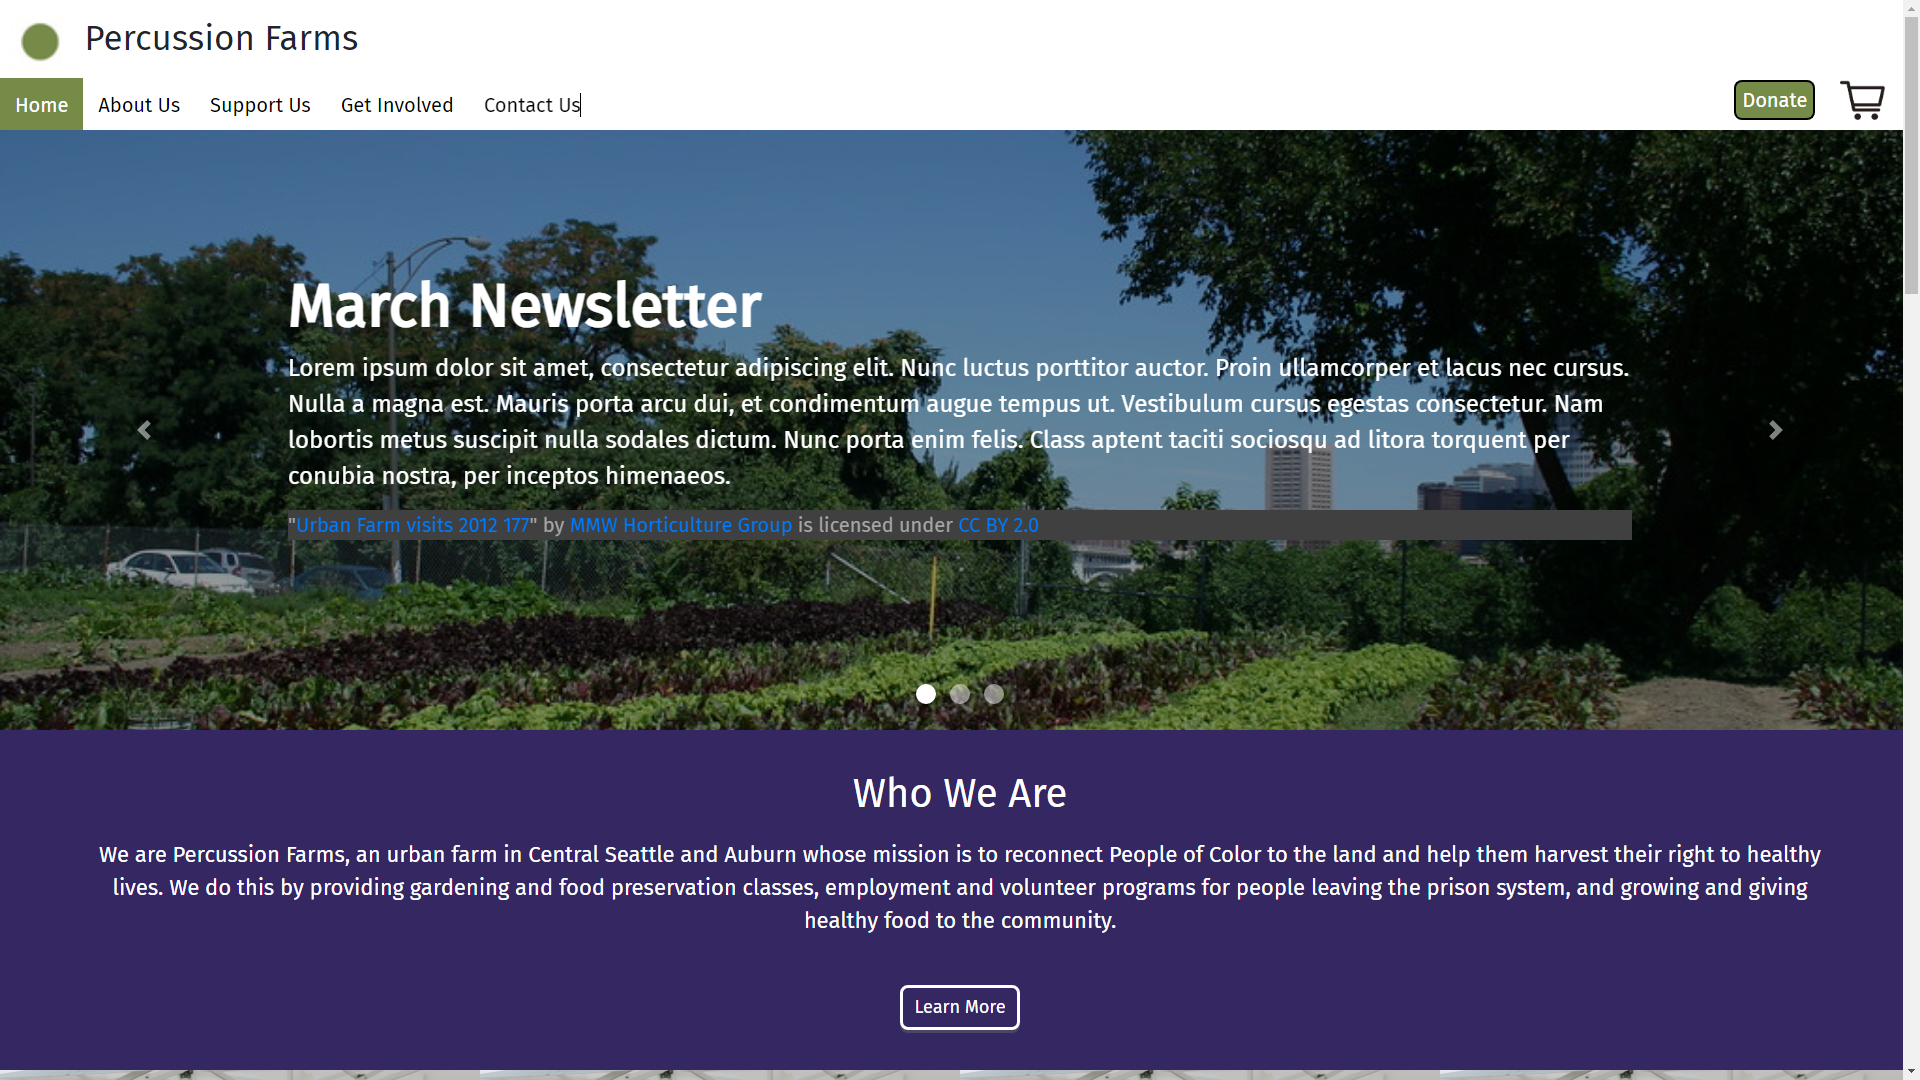 Percussion Farms
Home About Us Support Us Get Involved Contact Us Donate
March Newsletter
Lorem ipsum dolor sit amet, consectetur adipiscing elit. Nunc luctus porttitor auctor. Proin ullamcorper et lacus nec cursus.
Nulla a magna est. Mauris porta arcu dui, et condimentum augue tempus ut. Vestibulum cursus egestas consectetur. Nam
lobortis metus suscipit nulla sodales dictum. Nunc porta enim felis. Class aptent taciti sociosqu ad litora torquent per
conubia nostra, per inceptos himenaeos.
"Urban Farm visits 2012 177" by MMW Horticulture Group is licensed under CC BY 2.0
Who We Are
We are Percussion Farms, an urban farm in Central Seattle and Auburn whose mission is to reconnect People of Color to the land and help them harvest their right to healthy
lives. We do this by providing gardening and food preservation classes, employment and volunteer programs for people leaving the prison system, and growing and giving
healthy food to the community.
Learn More